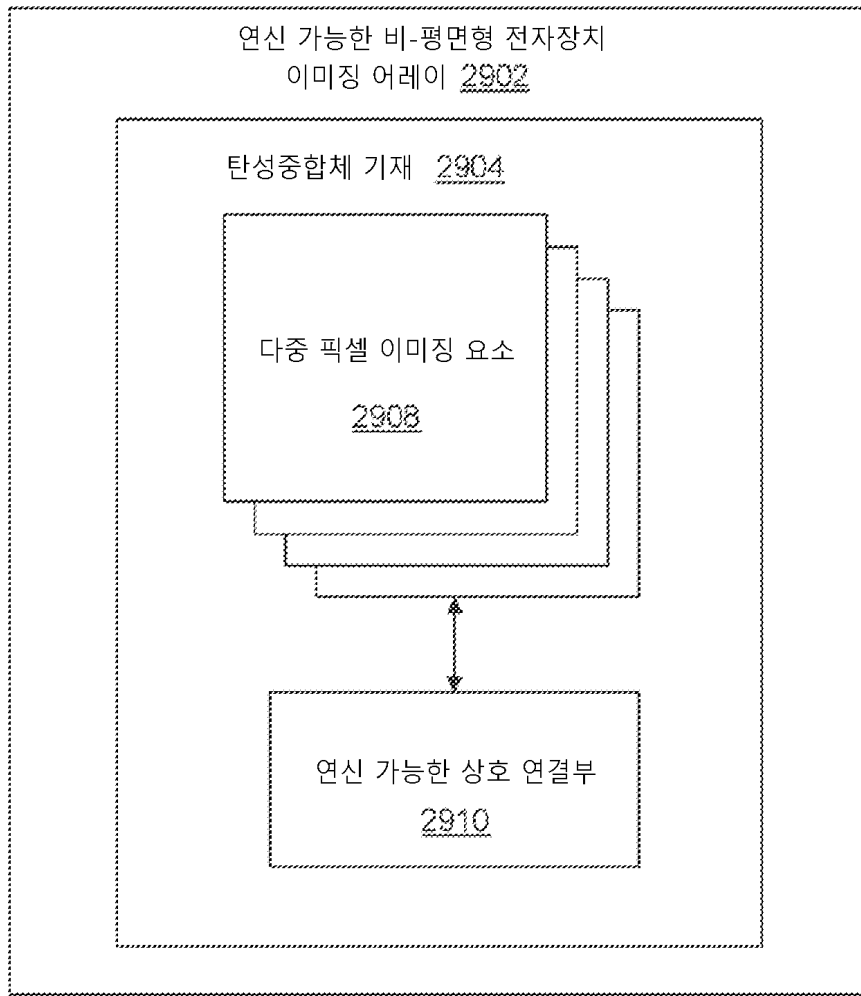 연신 가능한 비-평면형 전자장치
이미징 어레이 2902
탄성중합체 기재 2904
다중 픽셀 이미징 요소
2908
연신 가능한 상호 연결부
2910